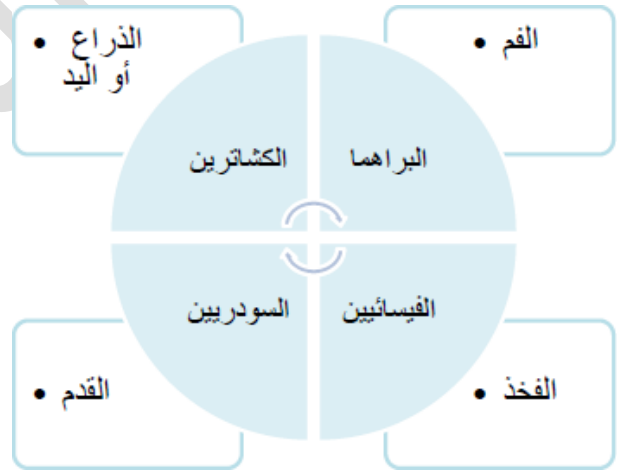 الفم
الذراع
أو اليد
البراهما
الكشاترين
الفيسائيين
السودريين
الفخذ
القدم